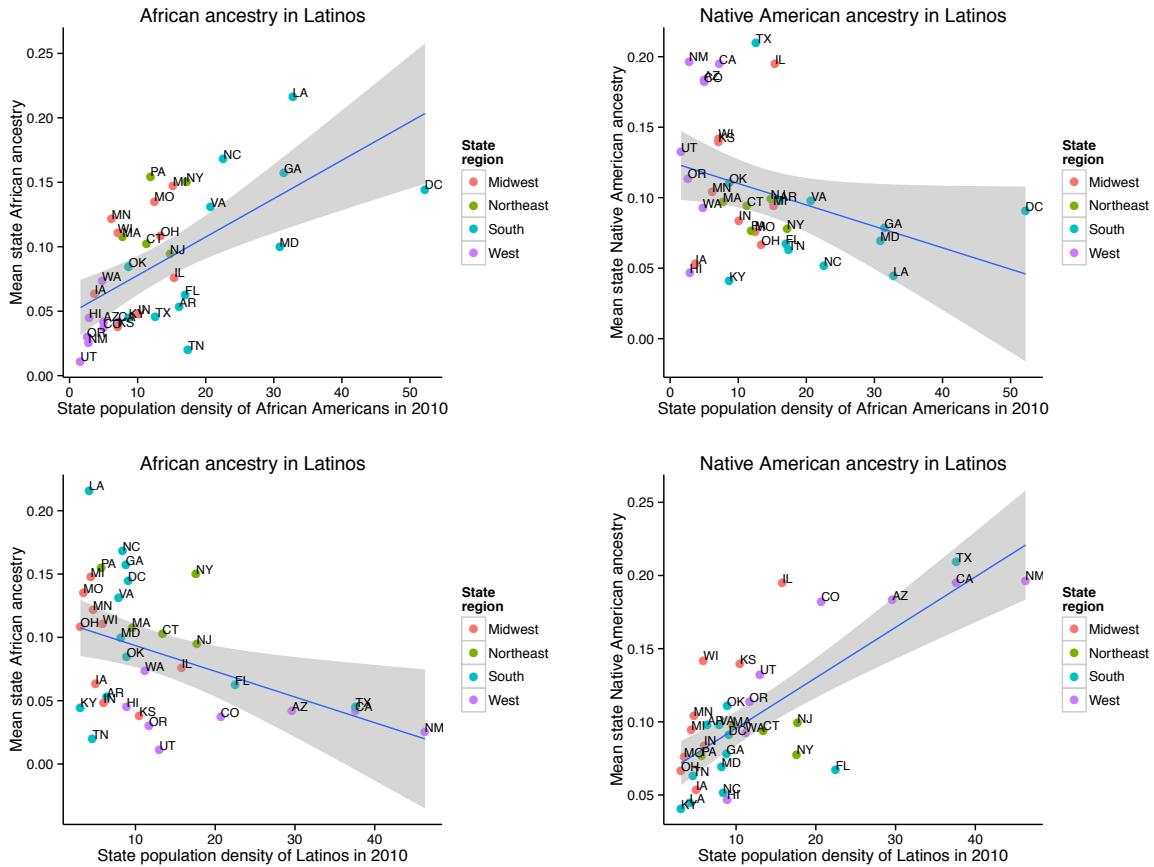 African ancestry in Latinos
Mean state African ancestry
0.25
0.20
0.15
0.10
0.05
0.00
LA
NC
GA
DC
PA
MI
NY
MO
VA
MN
WI
MA
OH
CT
NJ
MD
OK
IL
WA
IA
FL
AR
HI
AZ
CA
KY
IN
TX
CO
KS
OR
NM
TN
UT
0 10 20 30 40 50
State population density of African Americans in 2010
State
region
Midwest
Northeast
South
West
Native American ancestry in Latinos
Mean state Native American ancestry
0.20
0.15
0.10
0.05
0.00
TX
NM
CA
IL
AZ
CO
WI
KS
UT
OR
OK
MN
MA
WA
CT
NJ
AR
MI
VA
DC
IN
PA
MO
NY
GA
OH
FL
TN
MD
IA
HI
NC
KY
LA
0 10 20 30 40 50
State population density of African Americans in 2010
State
region
Midwest
Northeast
South
West
African ancestry in Latinos
Mean state African ancestry
0.20
0.15
0.10
0.05
0.00
LA
NC
PA
GA
MI
DC
NY
MO
VA
MN
OH
WI
MA
MD
CT
NJ
OK
WA
IL
IA
AR
FL
KY
IN
HI
KS
CO
AZ
TX
CA
OR
NM
TN
UT
10 20 30 40
State population density of Latinos in 2010
State
region
Midwest
Northeast
South
West
Native American ancestry in Latinos
Mean state Native American ancestry
0.25
0.20
0.15
0.10
0.05
TX
IL
CA
NM
CO
AZ
WI
KS
UT
OK
OR
MN
MI
AR
VA
MA
NJ
DC
WA
CT
IN
MO
PA
GA
NY
OH
TN
MD
FL
IA
NC
KY
LA
HI
10 20 30 40
State population density of Latinos in 2010
State
region
Midwest
Northeast
South
West